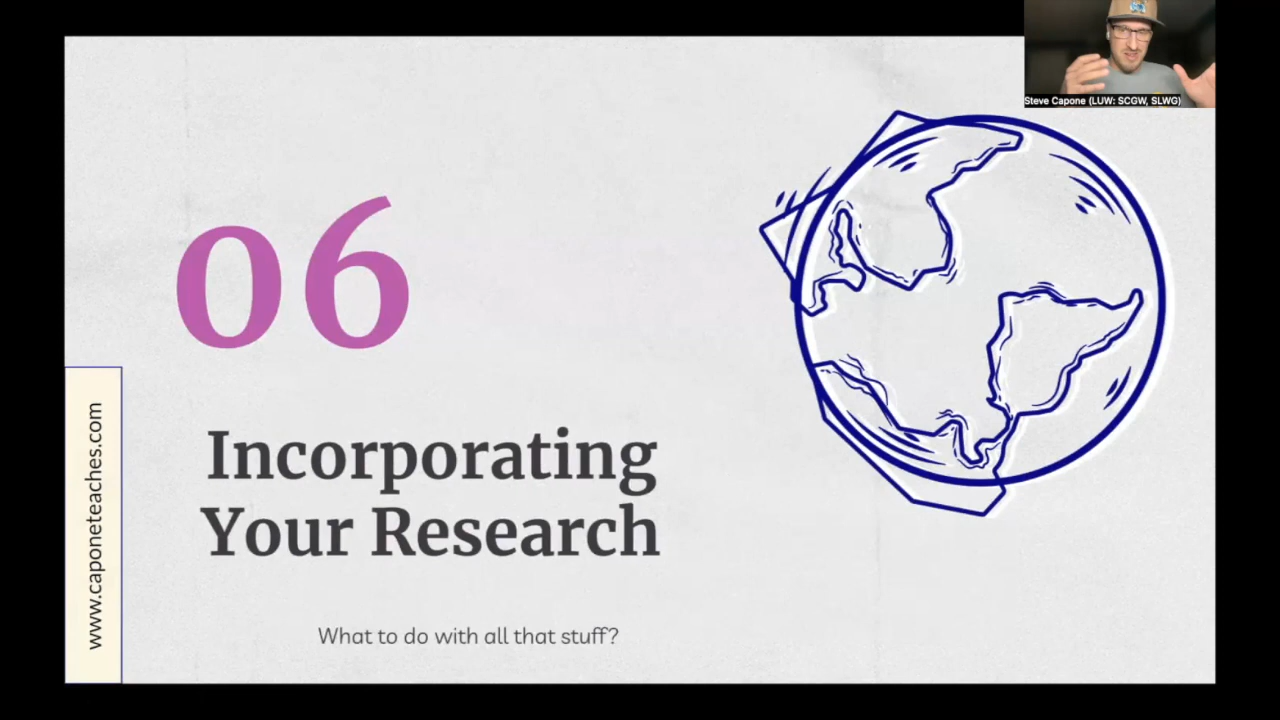 Steve Capone (LUW: SCGW, SLWG)
06
Incorporating
Your Research
What to do with all that stuff?
www.caponeteaches.com